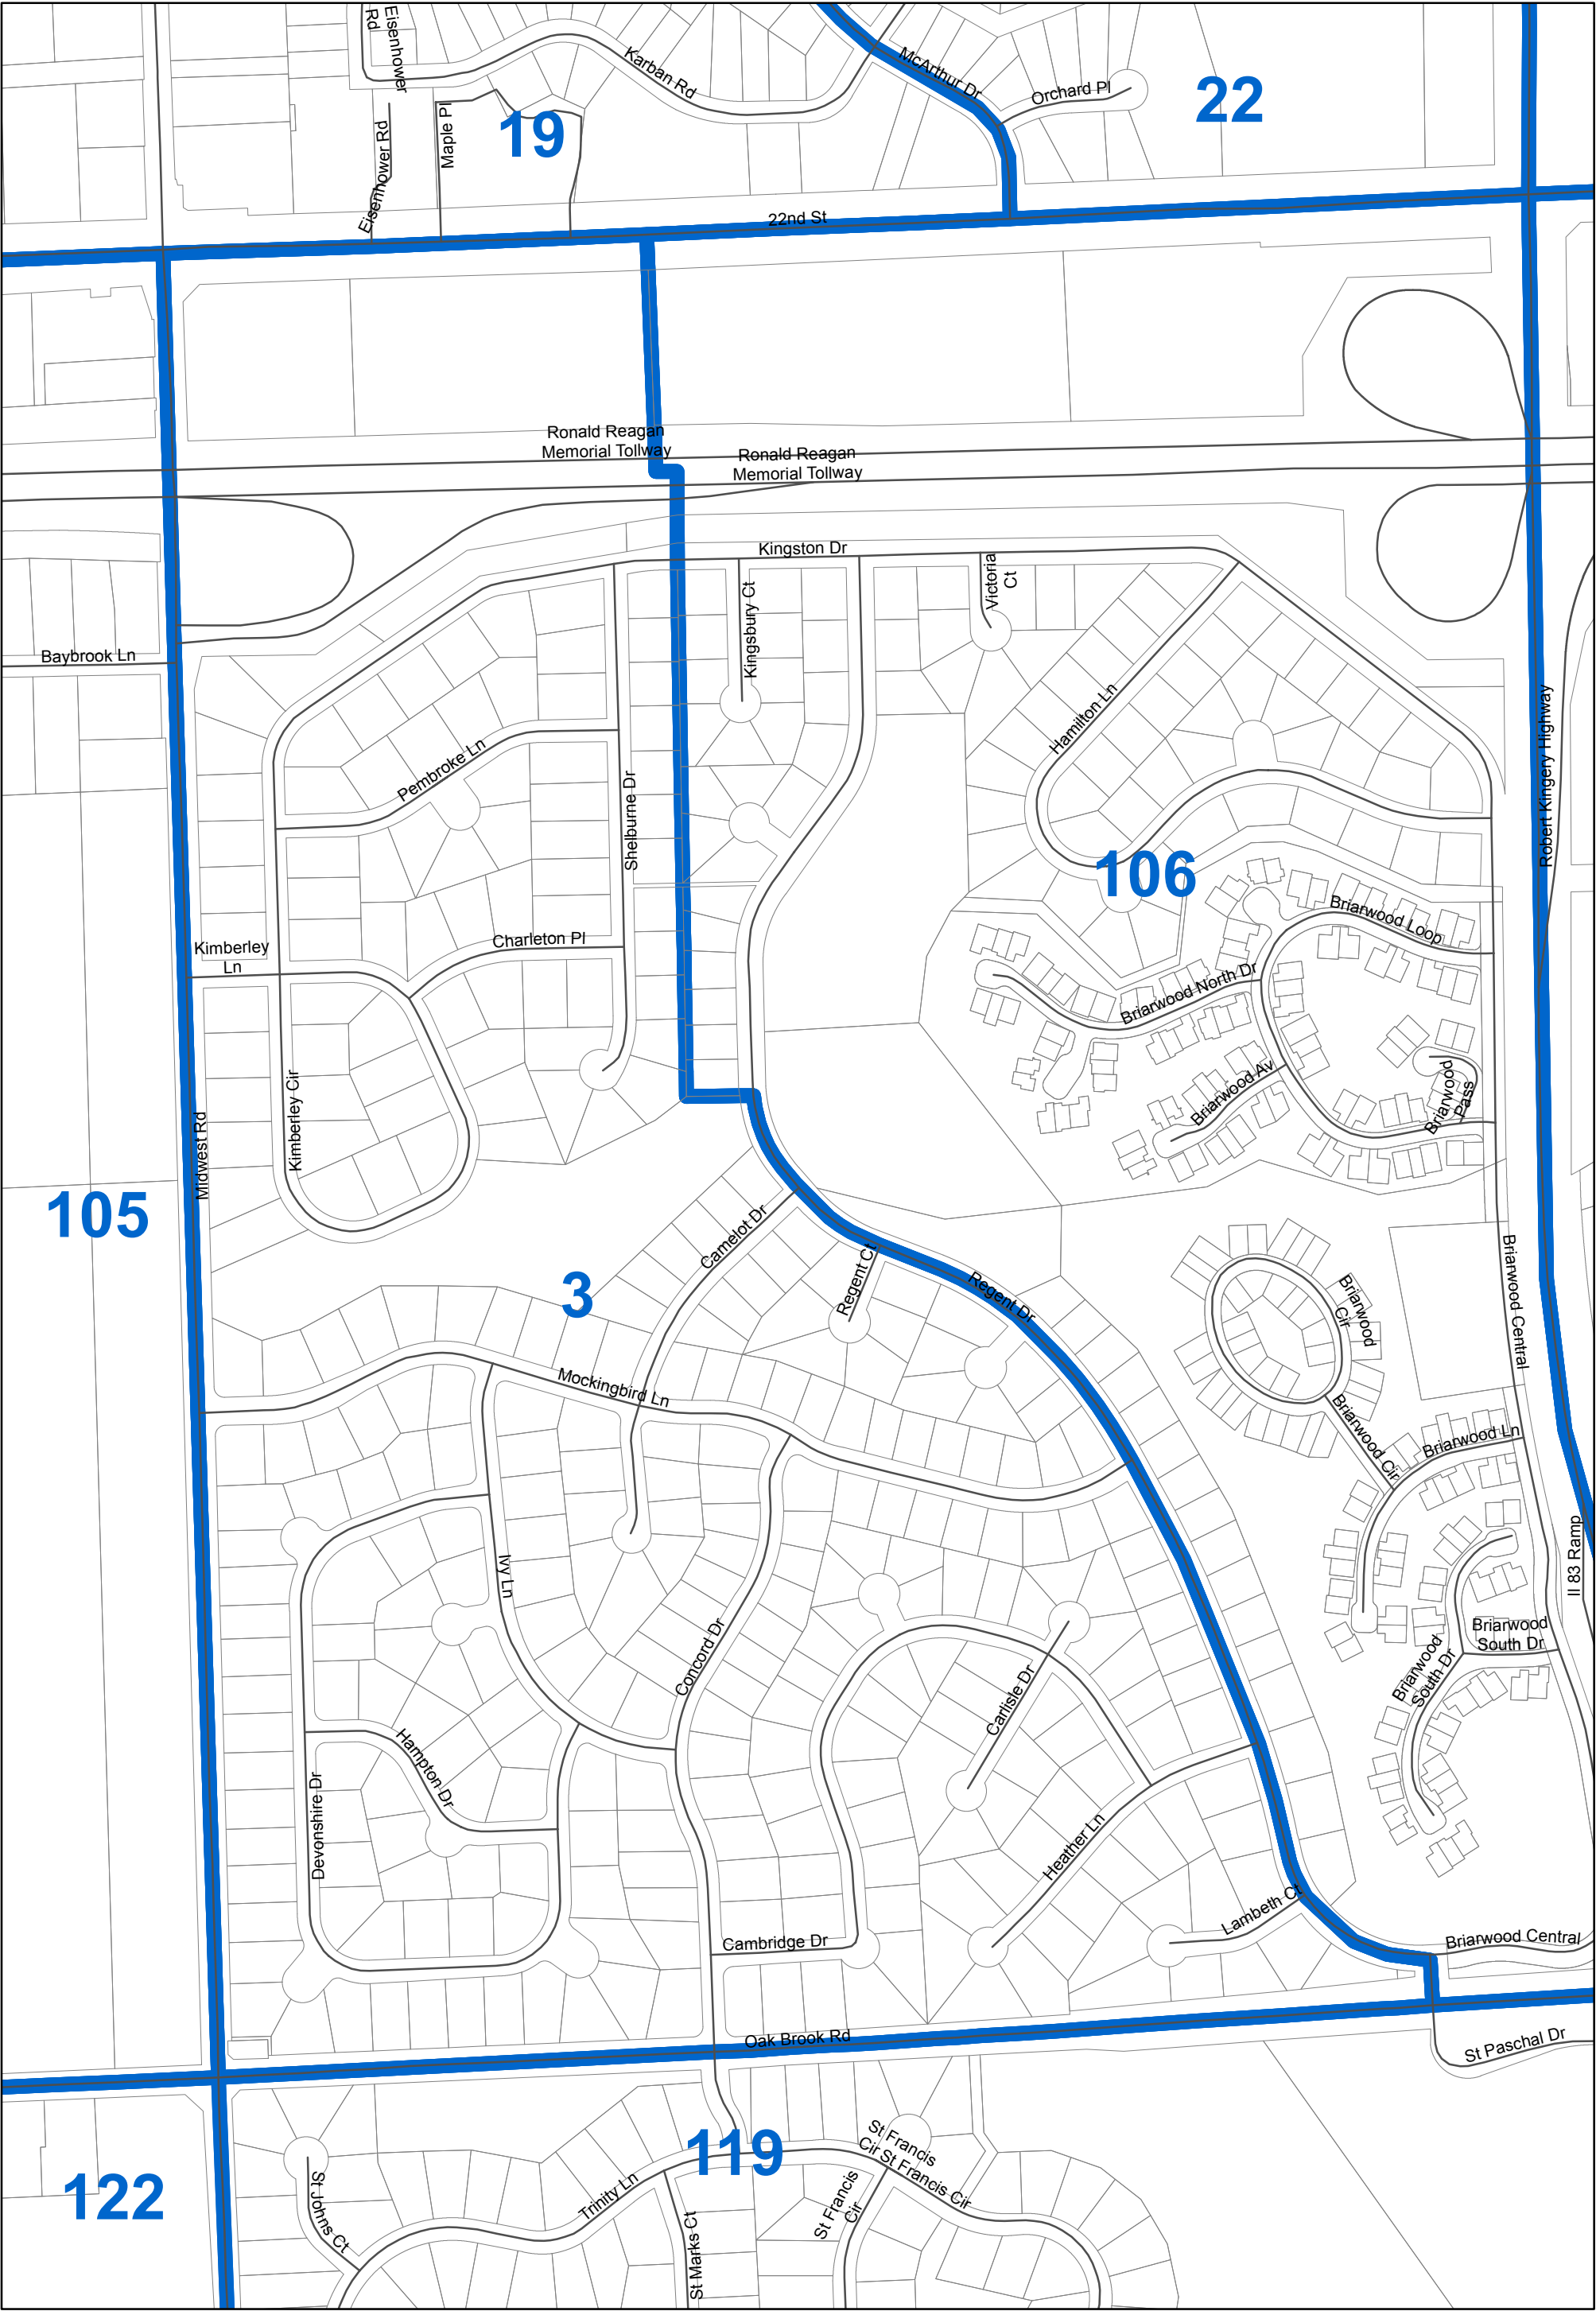 Eisenhower
Rd
Karban Rd
McArthur Dr
Orchard Pl
22
19
Maple Pl
Eisenhower Rd
22nd St
Ronald Reagan
Memorial Tollway
Ronald Reagan
Memorial Tollway
Kingston Dr
Victoria
Ct
Kingsbury Ct
Baybrook Ln
Hamilton Ln
Pembroke Ln
Shelburne Dr
Robert Kingery Highway
106
Briarwood Loop
Charleton Pl
Kimberley
Ln
Briarwood North Dr
Briarwood Av
Briarwood
Pass
Kimberley Cir
Midwest Rd
105
Camelot Dr
3
Regent Ct
Regent Dr
Briarwood
Cir
Briarwood Central
Mockingbird Ln
Briarwood Cir
Briarwood Ln
Ivy Ln
Il 83 Ramp
Concord Dr
Briarwood
South Dr
Briarwood
South Dr
Carlisle Dr
Hampton Dr
Devonshire Dr
Heather Ln
Lambeth Ct
Cambridge Dr
Briarwood Central
Oak Brook Rd
St Paschal Dr
119
St Francis
Cir
St Francis Cir
St Francis
Cir
122
St Johns Ct
Trinity Ln
St Marks Ct